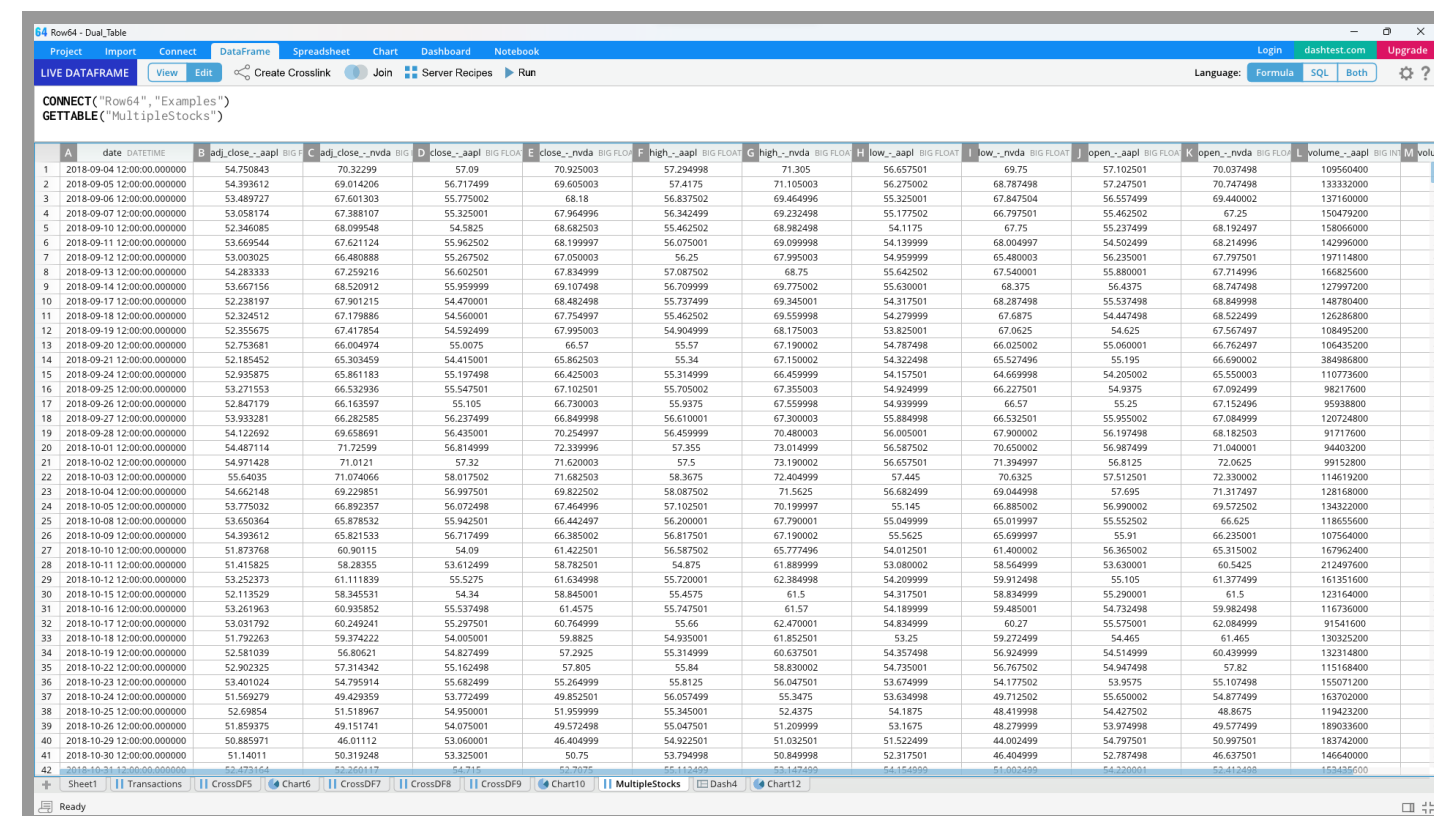 64 Row64 - Dual_Table
Project Import Connect DataFrame Spreadsheet Chart Dashboard Notebook Login dashtest.com Upgrade
LIVE DATAFRAME View Edit Create Crosslink Join Server Recipes Run Language: Formula SQL Both ?
CONNECT("Row64","Examples")
GETTABLE("MultipleStocks")
A date DATETIME B adj_close_-_aapl BIG F C adj_close_-_nvda BIG D close_-_aapl BIG FLOA E close_-_nvda BIG FLOA F high_-_aapl BIG FLOAT G high_-_nvda BIG FLOAT H low_-_aapl BIG FLOAT I low_-_nvda BIG FLOAT J open_-_aapl BIG FLOA K open_-_nvda BIG FLOA L volume_-_aapl BIG INT M volu
1 2018-09-04 12:00:00.000000 54.750843 70.32299 57.09 70.925003 57.294998 71.305 56.657501 69.75 57.102501 70.037498 109560400
2 2018-09-05 12:00:00.000000 54.393612 69.014206 56.717499 69.605003 57.4175 71.105003 56.275002 68.787498 57.247501 70.747498 133332000
3 2018-09-06 12:00:00.000000 53.489727 67.601303 55.775002 68.18 56.837502 69.464996 55.325001 67.847504 56.557499 69.440002 137160000
4 2018-09-07 12:00:00.000000 53.058174 67.388107 55.325001 67.964996 56.342499 69.232498 55.177502 66.797501 55.462502 67.25 150479200
5 2018-09-10 12:00:00.000000 52.346085 68.099548 54.5825 68.682503 55.462502 68.982498 54.1175 67.75 55.237499 68.192497 158066000
6 2018-09-11 12:00:00.000000 53.669544 67.621124 55.962502 68.199997 56.075001 69.099998 54.139999 68.004997 54.502499 68.214996 142996000
7 2018-09-12 12:00:00.000000 53.003025 66.480888 55.267502 67.050003 56.25 67.995003 54.959999 65.480003 56.235001 67.797501 197114800
8 2018-09-13 12:00:00.000000 54.283333 67.259216 56.602501 67.834999 57.087502 68.75 55.642502 67.540001 55.880001 67.714996 166825600
9 2018-09-14 12:00:00.000000 53.667156 68.520912 55.959999 69.107498 56.709999 69.775002 55.630001 68.375 56.4375 68.747498 127997200
10 2018-09-17 12:00:00.000000 52.238197 67.901215 54.470001 68.482498 55.737499 69.345001 54.317501 68.287498 55.537498 68.849998 148780400
11 2018-09-18 12:00:00.000000 52.324512 67.179886 54.560001 67.754997 55.462502 69.559998 54.279999 67.6875 54.447498 68.522499 126286800
12 2018-09-19 12:00:00.000000 52.355675 67.417854 54.592499 67.995003 54.904999 68.175003 53.825001 67.0625 54.625 67.567497 108495200
13 2018-09-20 12:00:00.000000 52.753681 66.004974 55.0075 66.57 55.57 67.190002 54.787498 66.025002 55.060001 66.762497 106435200
14 2018-09-21 12:00:00.000000 52.185452 65.303459 54.415001 65.862503 55.34 67.150002 54.322498 65.527496 55.195 66.690002 384986800
15 2018-09-24 12:00:00.000000 52.935875 65.861183 55.197498 66.425003 55.314999 66.459999 54.157501 64.669998 54.205002 65.550003 110773600
16 2018-09-25 12:00:00.000000 53.271553 66.532936 55.547501 67.102501 55.705002 67.355003 54.924999 66.227501 54.9375 67.092499 98217600
17 2018-09-26 12:00:00.000000 52.847179 66.163597 55.105 66.730003 55.9375 67.559998 54.939999 66.57 55.25 67.152496 95938800
18 2018-09-27 12:00:00.000000 53.933281 66.282585 56.237499 66.849998 56.610001 67.300003 55.884998 66.532501 55.955002 67.084999 120724800
19 2018-09-28 12:00:00.000000 54.122692 69.658691 56.435001 70.254997 56.459999 70.480003 56.005001 67.900002 56.197498 68.182503 91717600
20 2018-10-01 12:00:00.000000 54.487114 71.72599 56.814999 72.339996 57.355 73.014999 56.587502 70.650002 56.987499 71.040001 94403200
21 2018-10-02 12:00:00.000000 54.971428 71.0121 57.32 71.620003 57.5 73.190002 56.657501 71.394997 56.8125 72.0625 99152800
22 2018-10-03 12:00:00.000000 55.64035 71.074066 58.017502 71.682503 58.3675 72.404999 57.445 70.6325 57.512501 72.330002 114619200
23 2018-10-04 12:00:00.000000 54.662148 69.229851 56.997501 69.822502 58.087502 71.5625 56.682499 69.044998 57.695 71.317497 128168000
24 2018-10-05 12:00:00.000000 53.775032 66.892357 56.072498 67.464996 57.102501 70.199997 55.145 66.885002 56.990002 69.572502 134322000
25 2018-10-08 12:00:00.000000 53.650364 65.878532 55.942501 66.442497 56.200001 67.790001 55.049999 65.019997 55.552502 66.625 118655600
26 2018-10-09 12:00:00.000000 54.393612 65.821533 56.717499 66.385002 56.817501 67.190002 55.5625 65.699997 55.91 66.235001 107564000
27 2018-10-10 12:00:00.000000 51.873768 60.90115 54.09 61.422501 56.587502 65.777496 54.012501 61.400002 56.365002 65.315002 167962400
28 2018-10-11 12:00:00.000000 51.415825 58.28355 53.612499 58.782501 54.875 61.889999 53.080002 58.564999 53.630001 60.5425 212497600
29 2018-10-12 12:00:00.000000 53.252373 61.111839 55.5275 61.634998 55.720001 62.384998 54.209999 59.912498 55.105 61.377499 161351600
30 2018-10-15 12:00:00.000000 52.113529 58.345531 54.34 58.845001 55.4575 61.5 54.317501 58.834999 55.290001 61.5 123164000
31 2018-10-16 12:00:00.000000 53.261963 60.935852 55.537498 61.4575 55.747501 61.57 54.189999 59.485001 54.732498 59.982498 116736000
32 2018-10-17 12:00:00.000000 53.031792 60.249241 55.297501 60.764999 55.66 62.470001 54.834999 60.27 55.575001 62.084999 91541600
33 2018-10-18 12:00:00.000000 51.792263 59.374222 54.005001 59.8825 54.935001 61.852501 53.25 59.272499 54.465 61.465 130325200
34 2018-10-19 12:00:00.000000 52.581039 56.80621 54.827499 57.2925 55.314999 60.637501 54.357498 56.924999 54.514999 60.439999 132314800
35 2018-10-22 12:00:00.000000 52.902325 57.314342 55.162498 57.805 55.84 58.830002 54.735001 56.767502 54.947498 57.82 115168400
36 2018-10-23 12:00:00.000000 53.401024 54.795914 55.682499 55.264999 55.8125 56.047501 53.674999 54.177502 53.9575 55.107498 155071200
37 2018-10-24 12:00:00.000000 51.569279 49.429359 53.772499 49.852501 56.057499 55.3475 53.634998 49.712502 55.650002 54.877499 163702000
38 2018-10-25 12:00:00.000000 52.69854 51.518967 54.950001 51.959999 55.345001 52.4375 54.1875 48.419998 54.427502 48.8675 119423200
39 2018-10-26 12:00:00.000000 51.859375 49.151741 54.075001 49.572498 55.047501 51.209999 53.1675 48.279999 53.974998 49.577499 189033600
40 2018-10-29 12:00:00.000000 50.885971 46.01112 53.060001 46.404999 54.922501 51.032501 51.522499 44.002499 54.797501 50.997501 183742000
41 2018-10-30 12:00:00.000000 51.14011 50.319248 53.325001 50.75 53.794998 50.849998 52.317501 46.404999 52.787498 46.637501 146640000
42 2018-10-31 12:00:00.000000 52.473164 52.260117 54.715 52.7075 55.112499 53.147499 54.154999 51.002499 54.220001 52.412498 153435600
Sheet1 Transactions CrossDF5 Chart6 CrossDF7 CrossDF8 CrossDF9 Chart10 MultipleStocks Dash4 Chart12
Ready